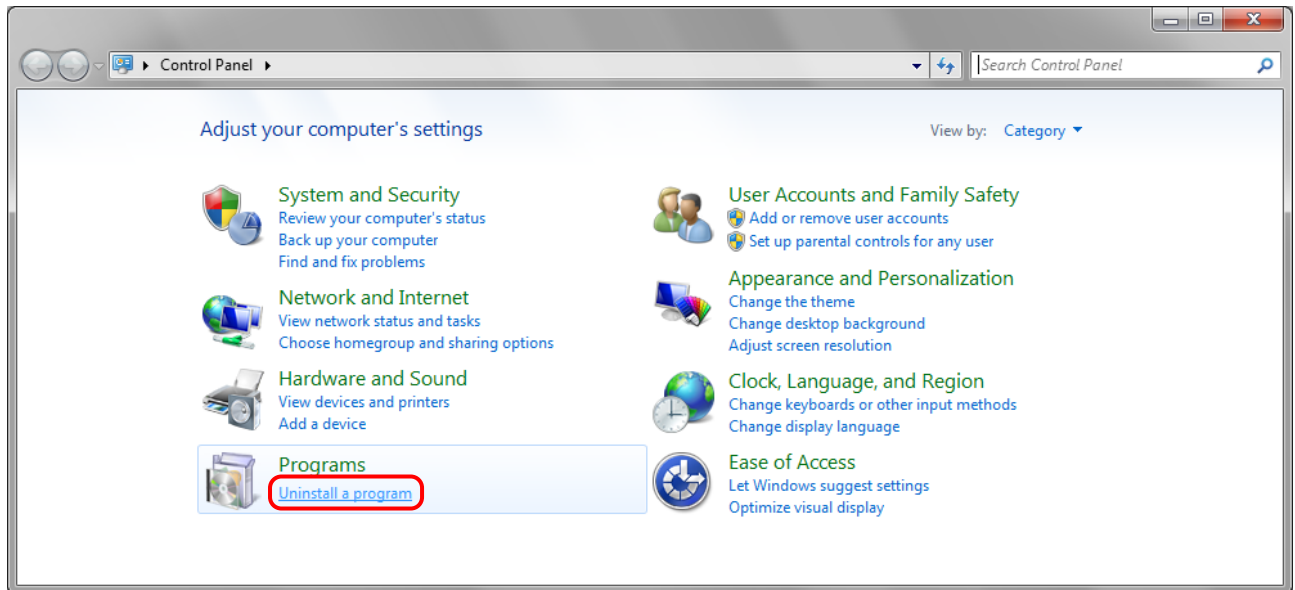 Control Panel
Search Control Panel
Adjust your computer's settings
View by: Category
System and Security
Review your computer's status
Back up your computer
Find and fix problems
Network and Internet
View network status and tasks
Choose homegroup and sharing options
Hardware and Sound
View devices and printers
Add a device
Programs
Uninstall a program
User Accounts and Family Safety
Add or remove user accounts
Set up parental controls for any user
Appearance and Personalization
Change the theme
Change desktop background
Adjust screen resolution
Clock, Language, and Region
Change keyboards or other input methods
Change display language
Ease of Access
Let Windows suggest settings
Optimize visual display